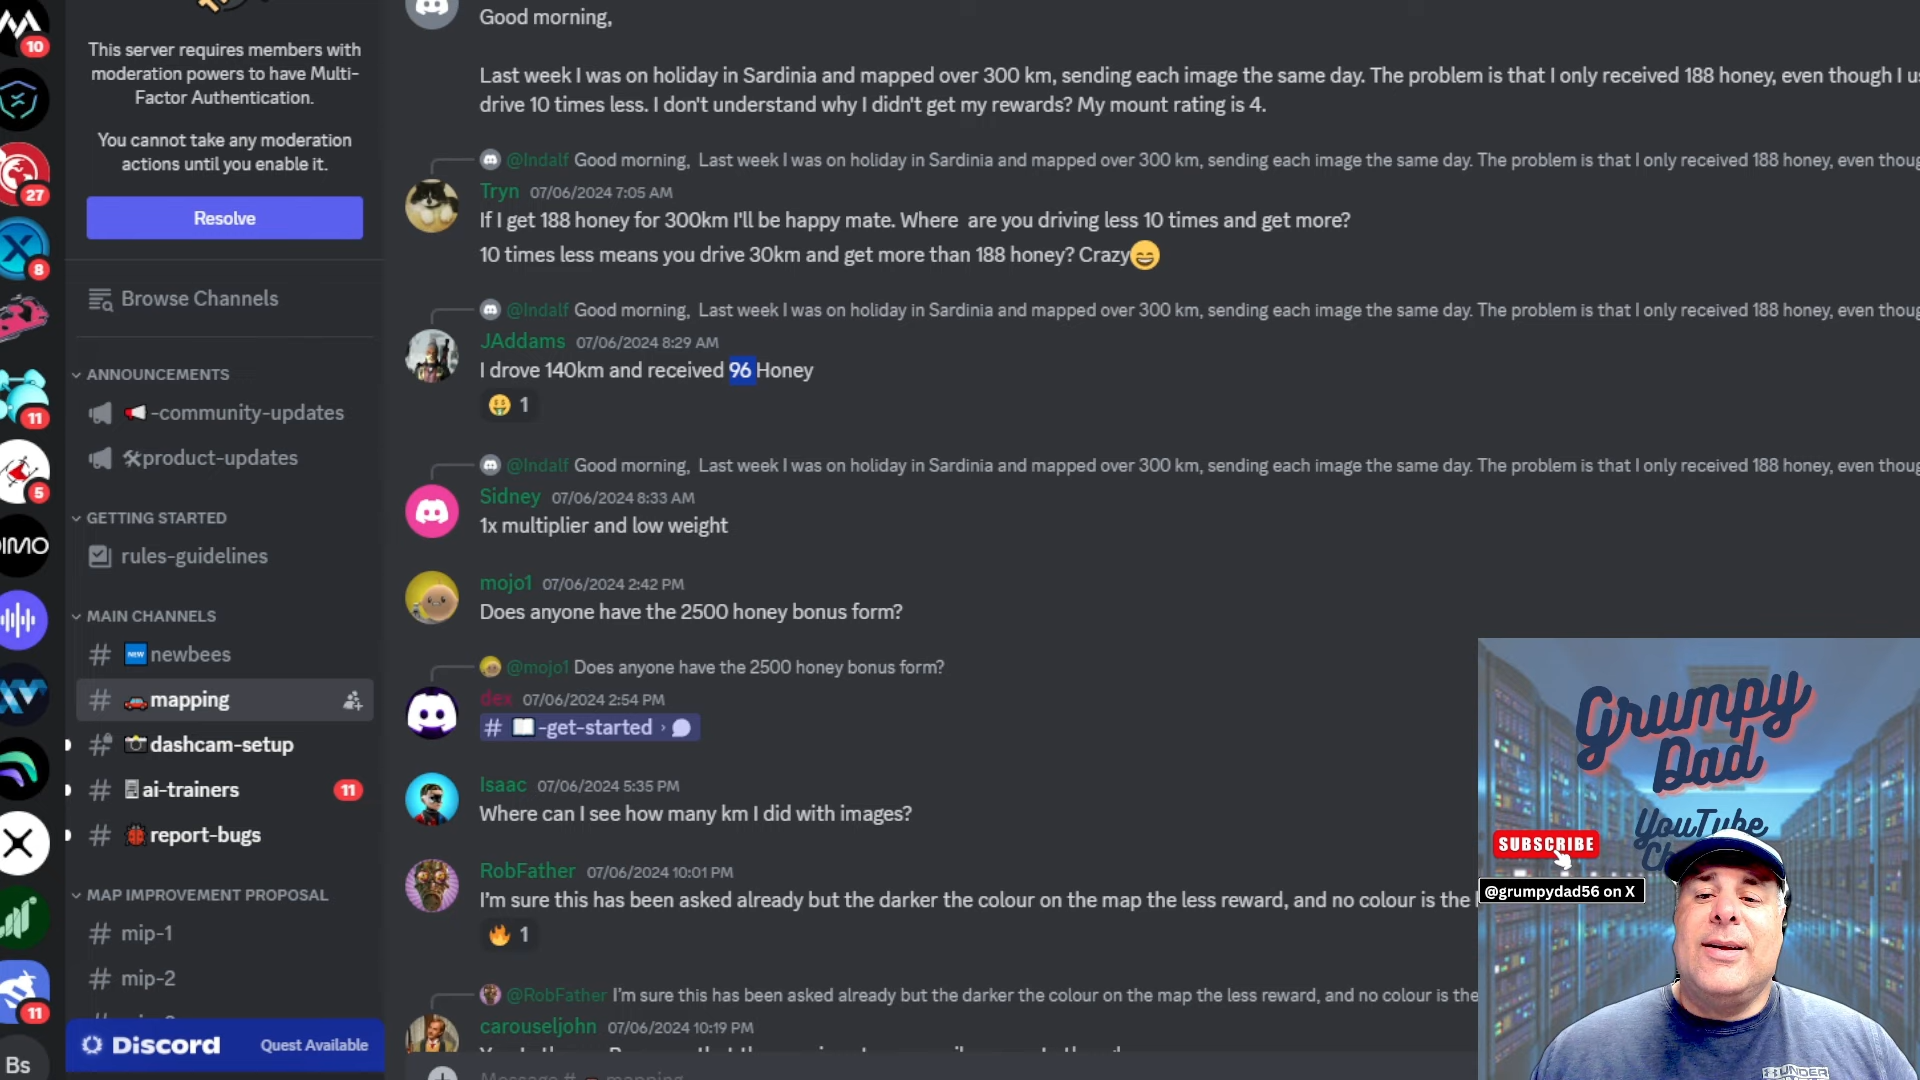 This server requires members with
moderation powers to have Multi-
Factor Authentication.
You cannot take any moderation
actions until you enable it.
Resolve
Browse Channels
ANNOUNCEMENTS
-community-updates
product-updates
GETTING STARTED
rules-guidelines
MAIN CHANNELS
# NEW newbees
# mapping
# dashcam-setup
# ai-trainers 11
# report-bugs
MAP IMPROVEMENT PROPOSAL
# mip-1
# mip-2
Discord Quest Available
10
27
8
11
5
DIMO
11
Bs
Good morning,
Last week I was on holiday in Sardinia and mapped over 300 km, sending each image the same day. The problem is that I only received 188 honey, even though I
drive 10 times less. I don't understand why I didn't get my rewards? My mount rating is 4.
@Indalf Good morning, Last week I was on holiday in Sardinia and mapped over 300 km, sending each image the same day. The problem is that I only received 188 honey, even
Tryn 07/06/2024 7:05 AM
If I get 188 honey for 300km I'll be happy mate. Where are you driving less 10 times and get more?
10 times less means you drive 30km and get more than 188 honey? Crazy
@Indalf Good morning, Last week I was on holiday in Sardinia and mapped over 300 km, sending each image the same day. The problem is that I only received 188 honey, even
JAddams 07/06/2024 8:29 AM
I drove 140km and received 96 Honey
1
@Indalf Good morning, Last week I was on holiday in Sardinia and mapped over 300 km, sending each image the same day. The problem is that I only received 188 honey, even
Sidney 07/06/2024 8:33 AM
1x multiplier and low weight
mojo1 07/06/2024 2:42 PM
Does anyone have the 2500 honey bonus form?
@mojo1 Does anyone have the 2500 honey bonus form?
dex 07/06/2024 2:54 PM
# -get-started ›
Isaac 07/06/2024 5:35 PM
Where can I see how many km I did with images?
RobFather 07/06/2024 10:01 PM
I'm sure this has been asked already but the darker the colour on the map the less reward, and no colour is the
1
@RobFather I'm sure this has been asked already but the darker the colour on the map the less reward, and no colour is the
carouseljohn 07/06/2024 10:19 PM
Grumpy
Dad
YouTube
SUBSCRIBE
@grumpydad56 on X
UNDER